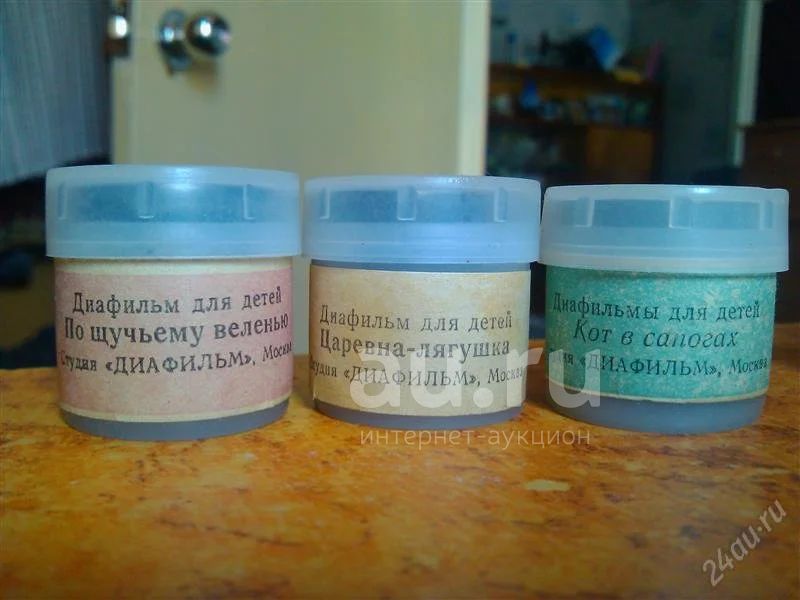 Диафильм для детей
По щучьему веленью
Студия «ДИАФИЛЬМ», Москва
Диафильм для детей
Царевна-лягушка
Студия «ДИАФИЛЬМ», Москва
Диафильмы для детей
Кот в сапогах
ия «ДИАФИЛЬМ», Москва
au.ru
интернет-аукцион
24au.ru